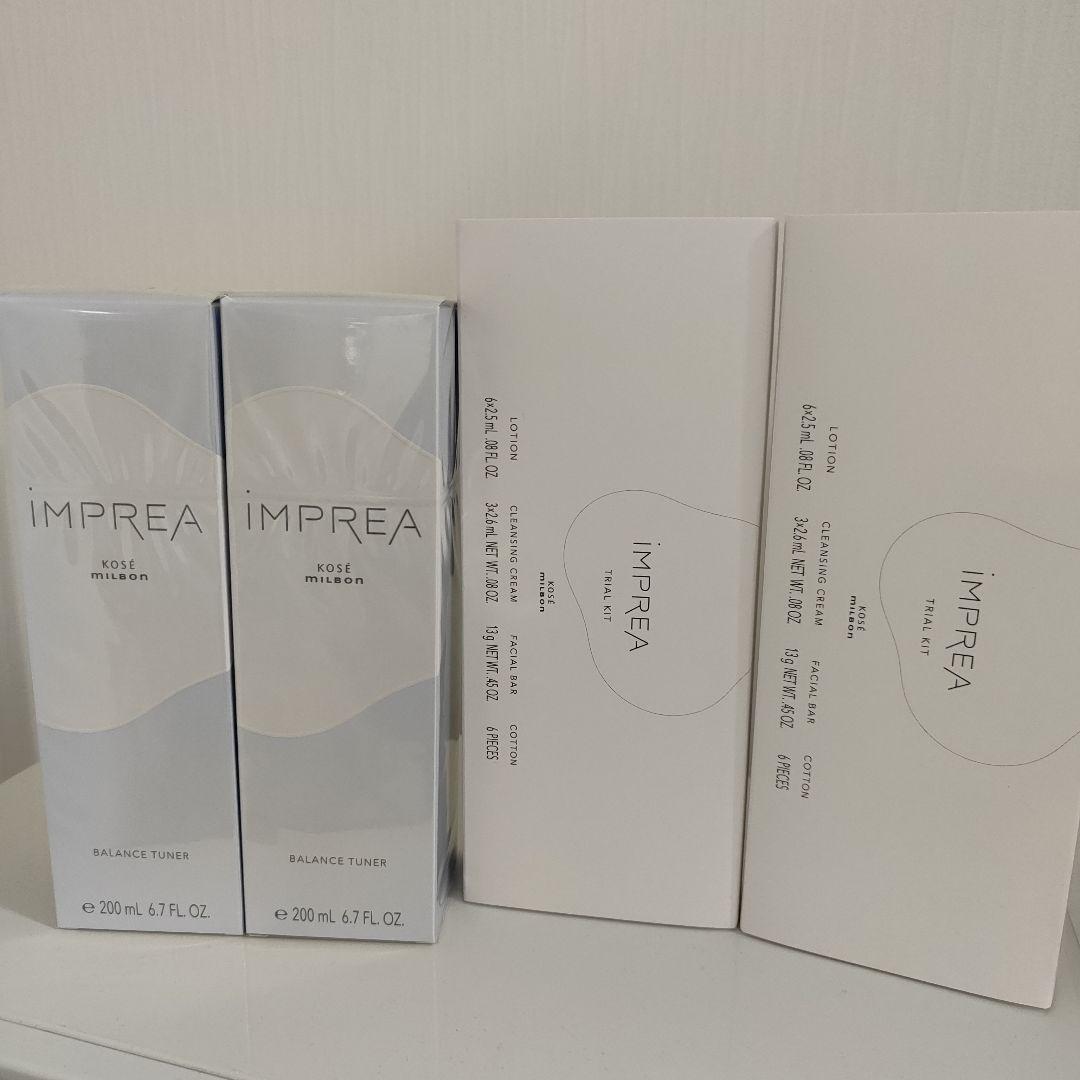 iMPREA
KOSÉ
miLBon
BALANCE TUNER
e 200 mL 6.7 FL. OZ.
iMPREA
KOSÉ
miLBon
BALANCE TUNER
e 200 mL 6.7 FL. OZ.
iMPREA
TRIAL KIT
KOSÉ
miLBon
LOTION
6×2.5 mL .08 FL. OZ.
CLEANSING CREAM
3×2.6 mL NET WT. .08 OZ.
FACIAL BAR
13 g NET WT. .45 OZ.
COTTON
6 PIECES
iMPREA
TRIAL KIT
KOSÉ
miLBon
LOTION
6×2.5 mL .08 FL. OZ.
CLEANSING CREAM
3×2.6 mL NET WT. .08 OZ.
FACIAL BAR
13 g NET WT. .45 OZ.
COTTON
6 PIECES